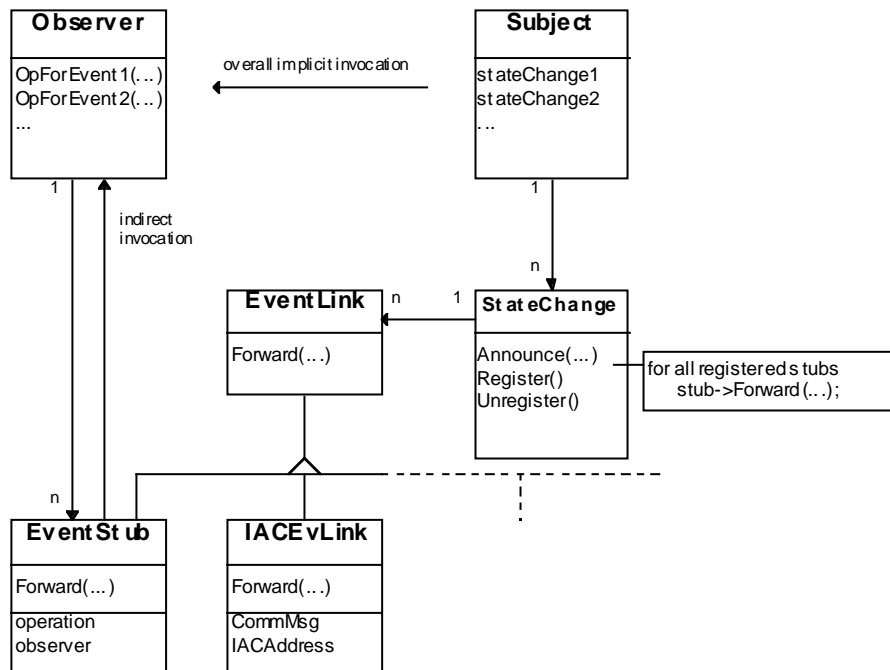 Observer
OpForEvent1(...)
OpForEvent2(...)
...
overall implicit invocation
Subject
stateChange1
stateChange2
...
1
indirect
invocation
1
n
n
1
EventLink
Forward(...)
StateChange
Announce(...)
Register()
Unregister()
for all registered stubs
stub->Forward(...);
n
EventStub
Forward(...)
operation
observer
IACEvLink
Forward(...)
CommMsg
IACAddress